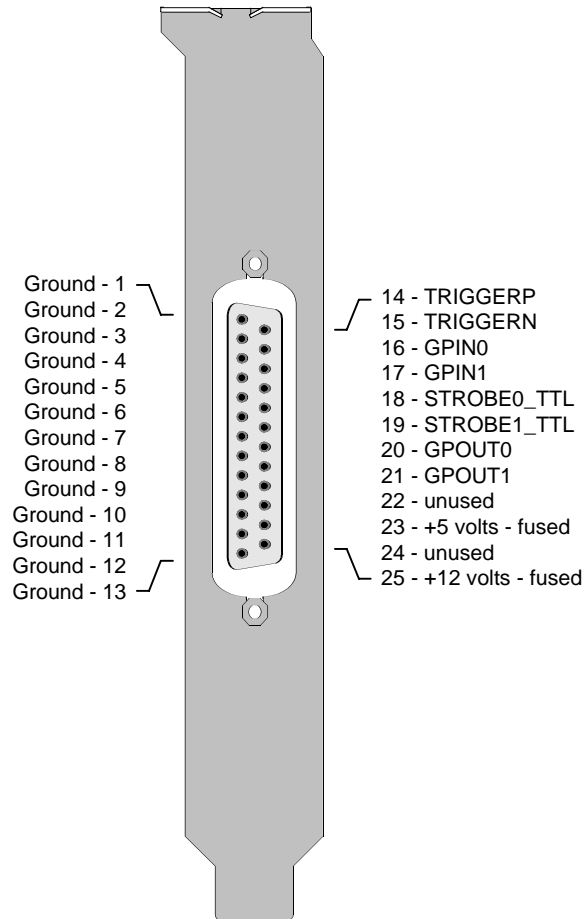 Ground - 1
Ground - 2
Ground - 3
Ground - 4
Ground - 5
Ground - 6
Ground - 7
Ground - 8
Ground - 9
Ground - 10
Ground - 11
Ground - 12
Ground - 13
14 - TRIGGERP
15 - TRIGGERN
16 - GPIN0
17 - GPIN1
18 - STROBE0_TTL
19 - STROBE1_TTL
20 - GPOUT0
21 - GPOUT1
22 - unused
23 - +5 volts - fused
24 - unused
25 - +12 volts - fused